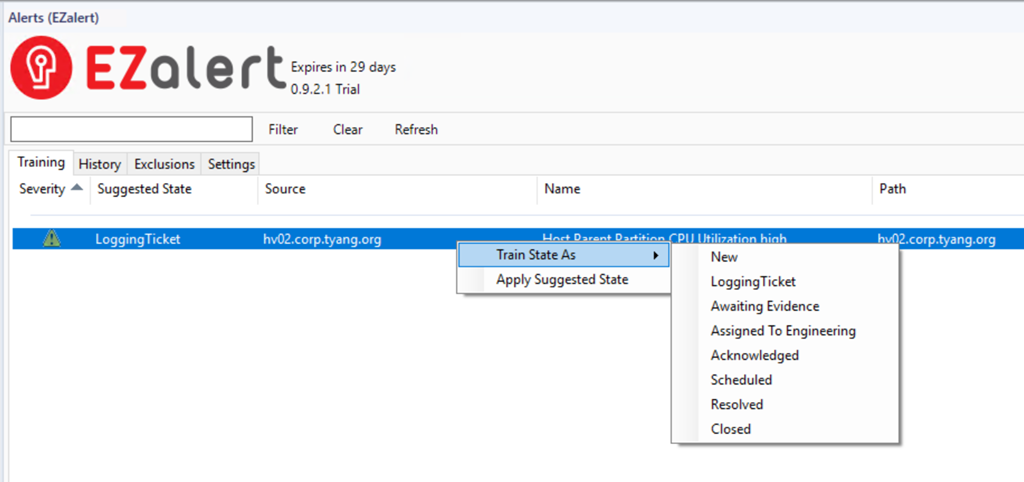 Alerts (EZalert)
EZalert
Expires in 29 days
0.9.2.1 Trial
Filter Clear Refresh
Training History Exclusions Settings
Severity Suggested State Source Name Path
LoggingTicket hv02.corp.tyang.org Host Parent Partition CPU Utilization high hv02.corp.tyang.org
Train State As
Apply Suggested State
New
LoggingTicket
Awaiting Evidence
Assigned To Engineering
Acknowledged
Scheduled
Resolved
Closed